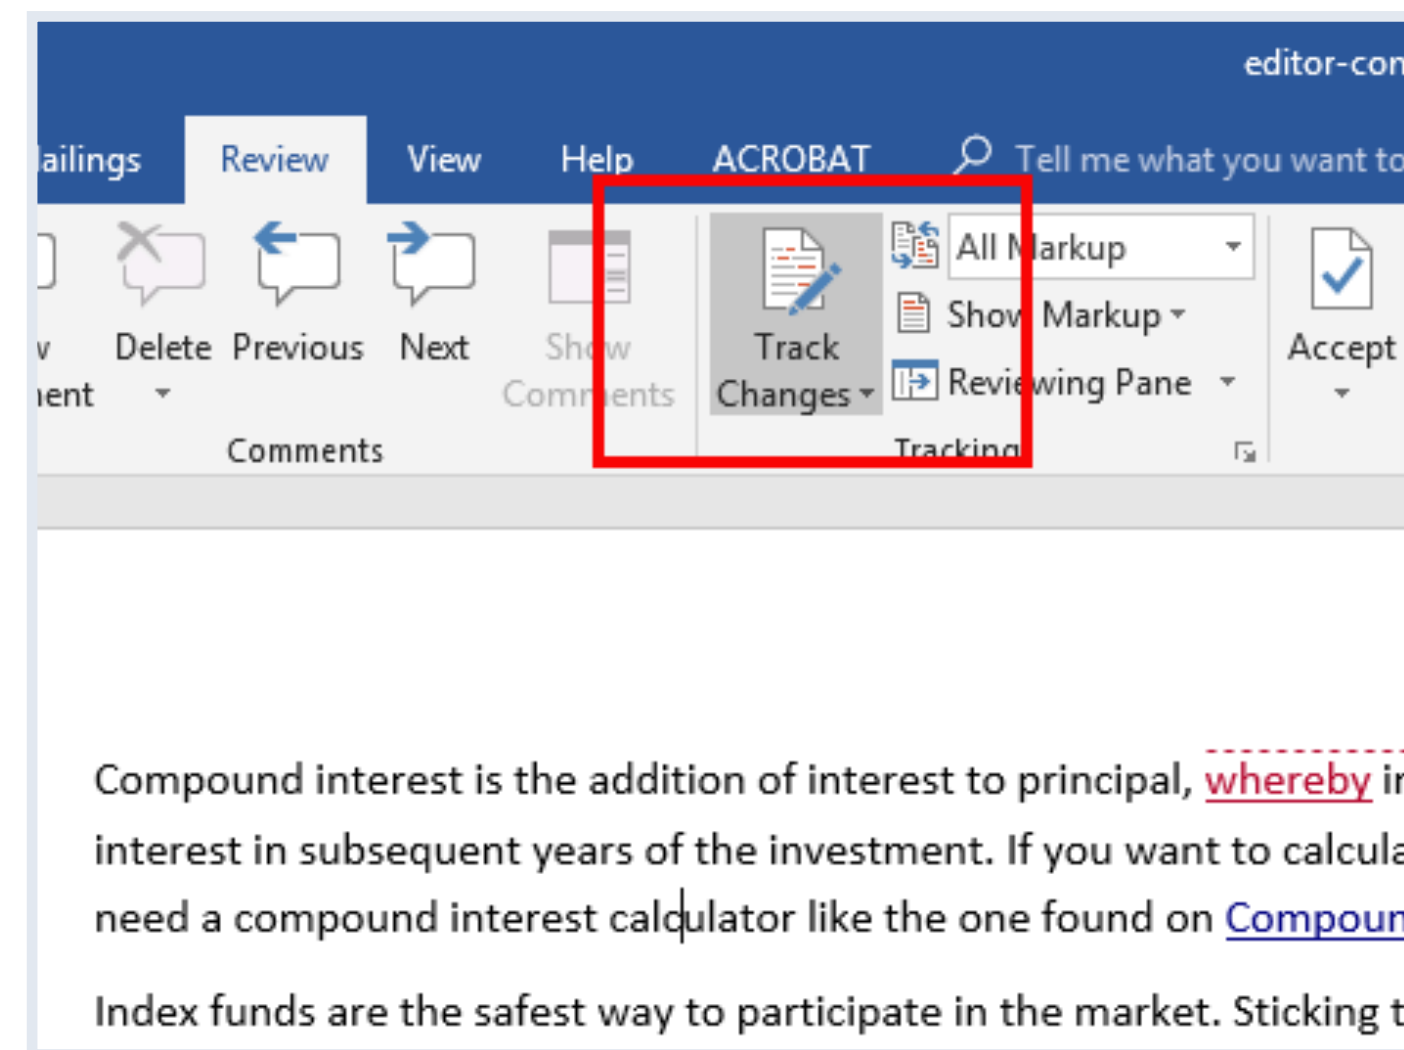 editor-con
ailings Review View Help ACROBAT Tell me what you want to
All Markup
Show Markup
Reviewing Pane
Delete Previous Next Show Comments Track Changes Accept
ent
Comments Tracking
Compound interest is the addition of interest to principal, whereby in
interest in subsequent years of the investment. If you want to calcula
need a compound interest calculator like the one found on Compoun
Index funds are the safest way to participate in the market. Sticking t